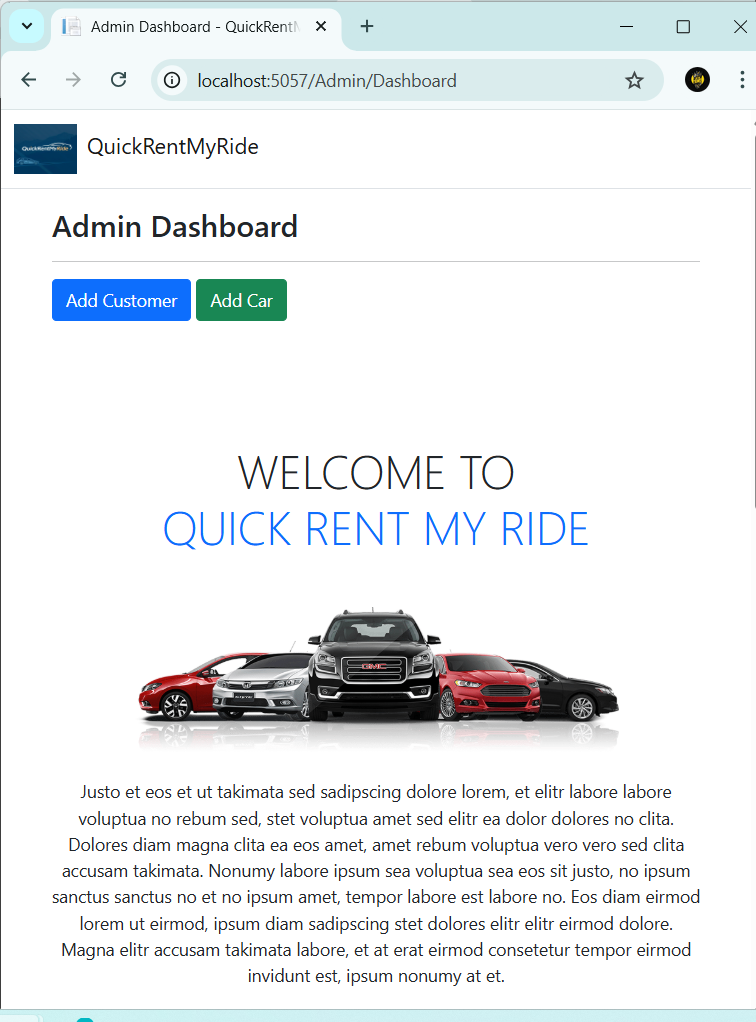 Admin Dashboard - QuickRentM
localhost:5057/Admin/Dashboard
QuickRentMyRide
QuickRentMyRide
Admin Dashboard
Add Customer
Add Car
WELCOME TO
QUICK RENT MY RIDE
GMC
Justo et eos et ut takimata sed sadipscing dolore lorem, et elitr labore labore
voluptua no rebum sed, stet voluptua amet sed elitr ea dolor dolores no clita.
Dolores diam magna clita ea eos amet, amet rebum voluptua vero vero sed clita
accusam takimata. Nonumy labore ipsum sea voluptua sea eos sit justo, no ipsum
sanctus sanctus no et no ipsum amet, tempor labore est labore no. Eos diam eirmod
lorem ut eirmod, ipsum diam sadipscing stet dolores elitr elitr eirmod dolore.
Magna elitr accusam takimata labore, et at erat eirmod consetetur tempor eirmod
invidunt est, ipsum nonumy at et.